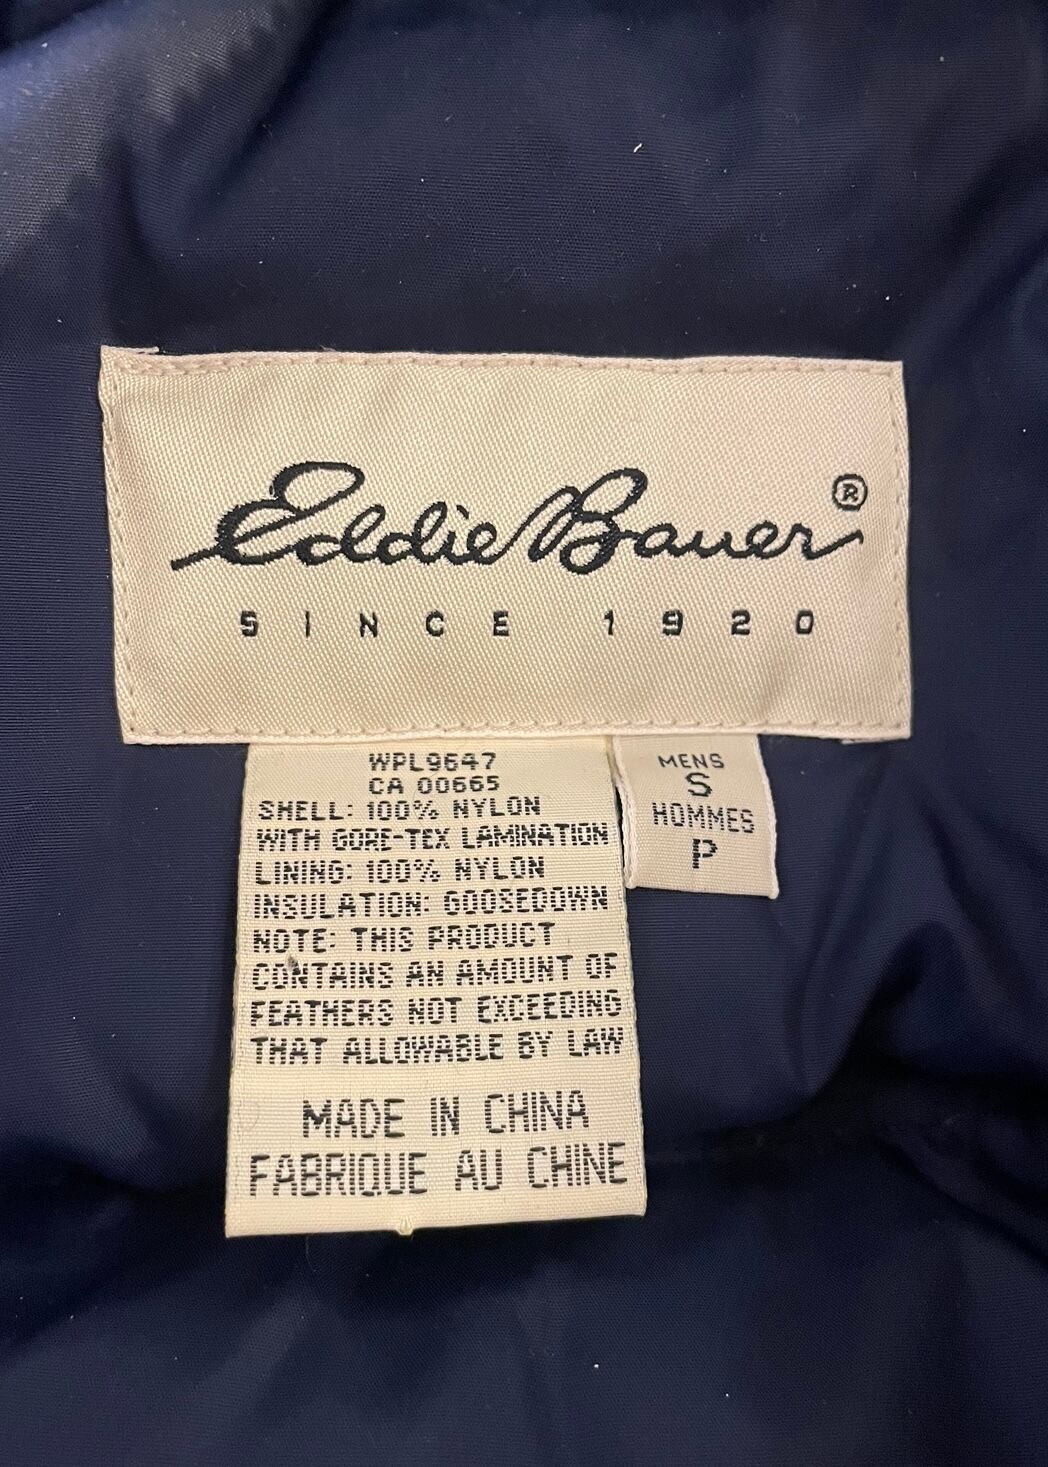 Eddie Bauer®
SINCE 1920
WPL9647
CA 00665
SHELL: 100% NYLON
WITH GORE-TEX LAMINATION
LINING: 100% NYLON
INSULATION: GOOSEDOWN
NOTE: THIS PRODUCT
CONTAINS AN AMOUNT OF
FEATHERS NOT EXCEEDING
THAT ALLOWABLE BY LAW
MADE IN CHINA
FABRIQUE AU CHINE
MENS
S
HOMMES
P